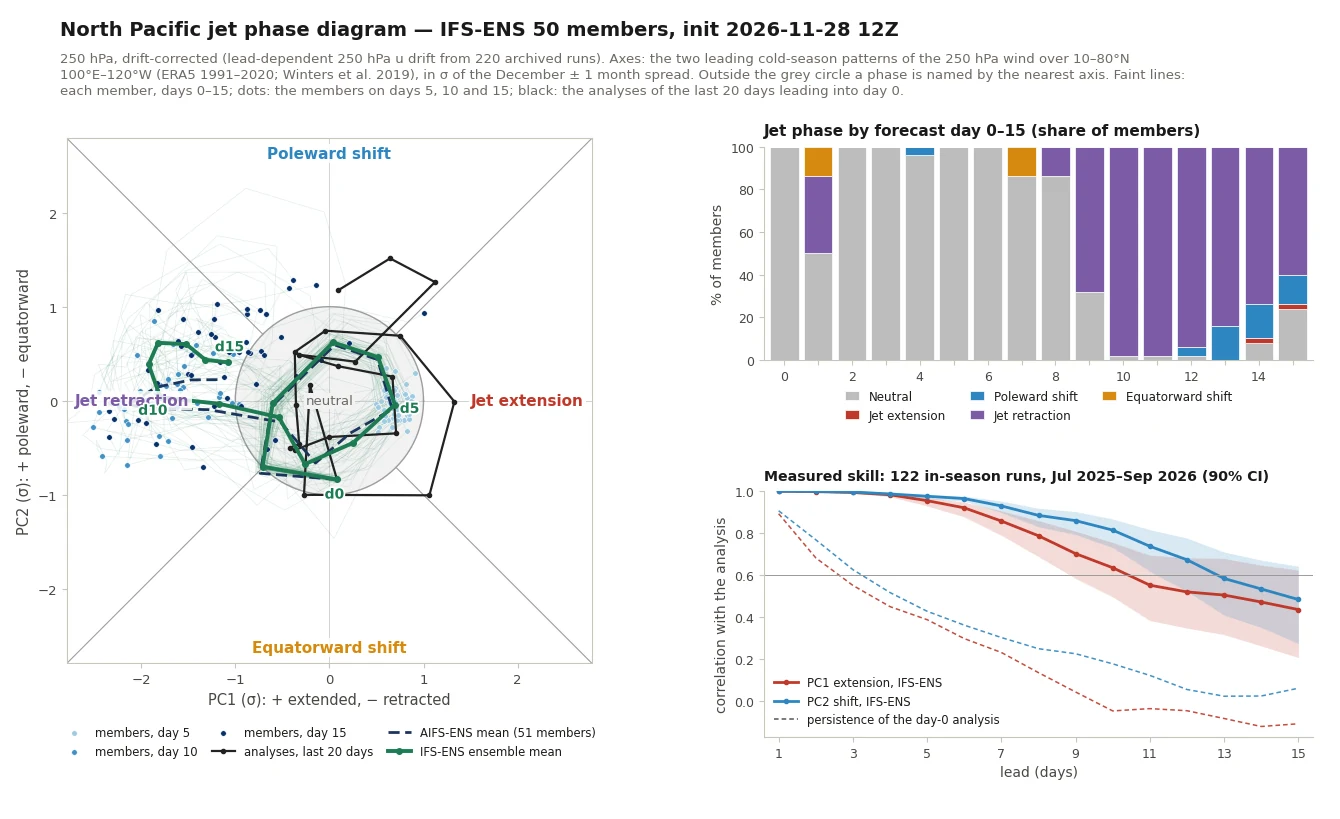 North Pacific jet phase diagram — IFS-ENS 50 members, init 2026-11-28 12Z
250 hPa, drift-corrected (lead-dependent 250 hPa u drift from 220 archived runs). Axes: the two leading cold-season patterns of the 250 hPa wind over 10–80°N
100°E–120°W (ERA5 1991–2020; Winters et al. 2019), in σ of the December ± 1 month spread. Outside the grey circle a phase is named by the nearest axis. Faint lines:
each member, days 0–15; dots: the members on days 5, 10 and 15; black: the analyses of the last 20 days leading into day 0.
Poleward shift
Jet retraction
neutral
Jet extension
Equatorward shift
d15
d10
d5
d0
2
1
0
−1
−2
PC2 (σ): + poleward, − equatorward
−2
−1
0
1
2
PC1 (σ): + extended, − retracted
members, day 5
members, day 10
members, day 15
analyses, last 20 days
AIFS-ENS mean (51 members)
IFS-ENS ensemble mean
Jet phase by forecast day 0–15 (share of members)
100
80
60
40
20
0
% of members
0
2
4
6
8
10
12
14
Neutral
Jet extension
Poleward shift
Jet retraction
Equatorward shift
Measured skill: 122 in-season runs, Jul 2025–Sep 2026 (90% CI)
1.0
0.8
0.6
0.4
0.2
0.0
correlation with the analysis
PC1 extension, IFS-ENS
PC2 shift, IFS-ENS
persistence of the day-0 analysis
1
3
5
7
9
11
13
15
lead (days)